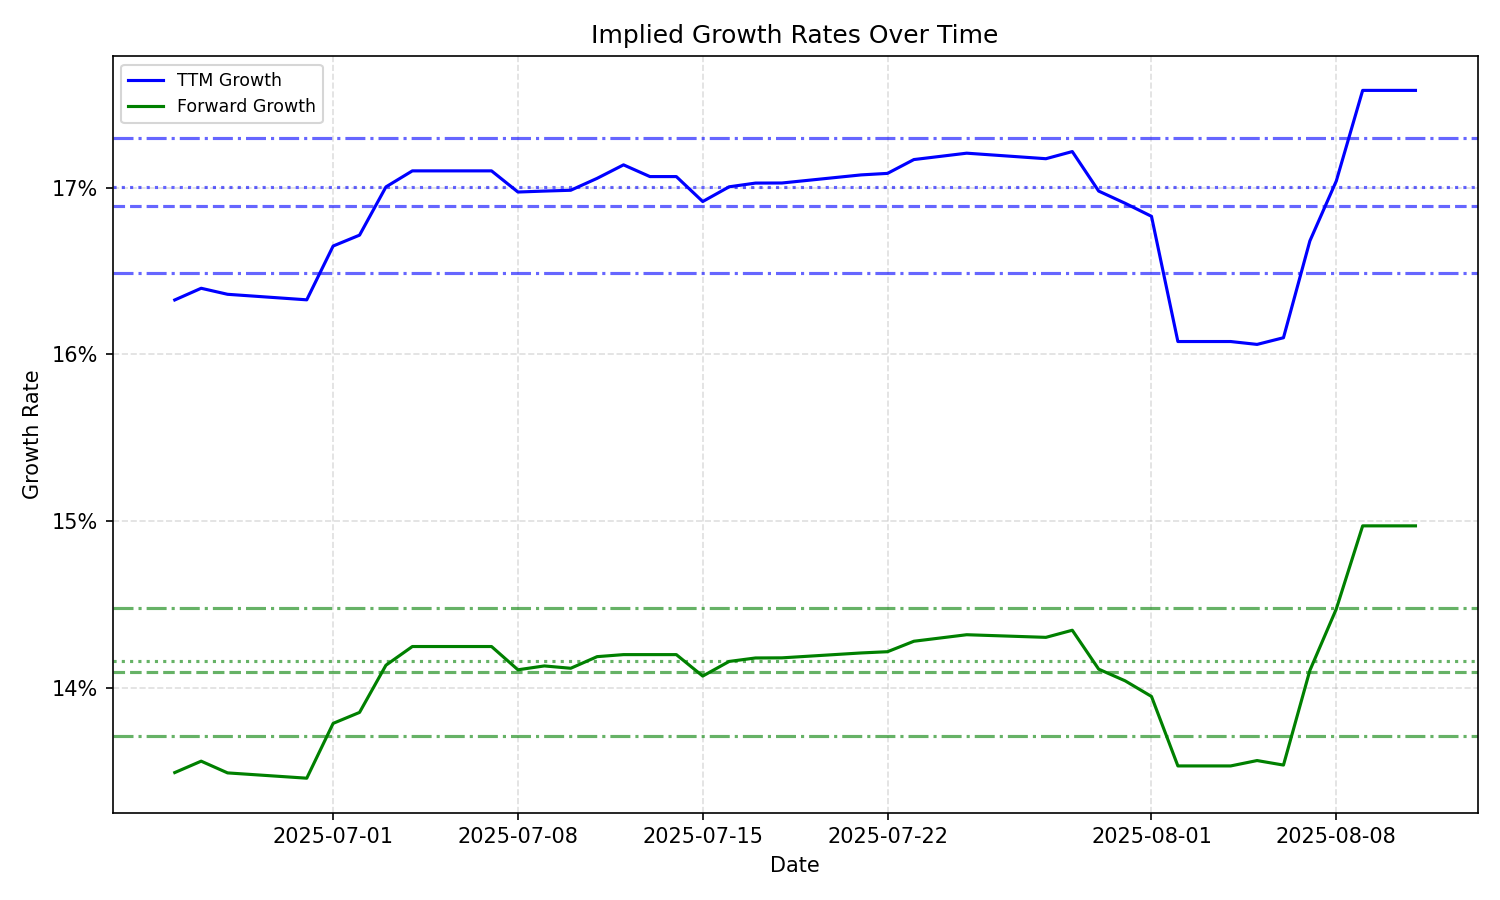 Implied Growth Rates Over Time
TTM Growth
Forward Growth
17%
16%
15%
14%
Growth Rate
2025-07-01
2025-07-08
2025-07-15
2025-07-22
2025-08-01
2025-08-08
Date